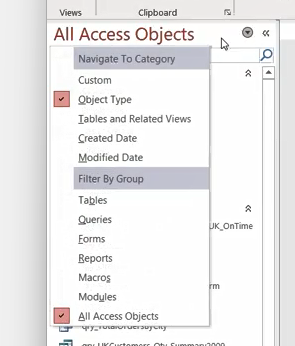 Views Clipboard
All Access Objects
Navigate To Category
Custom
Object Type
Tables and Related Views
Created Date
Modified Date
Filter By Group
Tables
Queries
UK_OnTime
Forms
Reports
Macros
rm
Modules
All Access Objects
qry_TotalOrdersbyCity
qry_UKCustomers_Qty_Summary2009